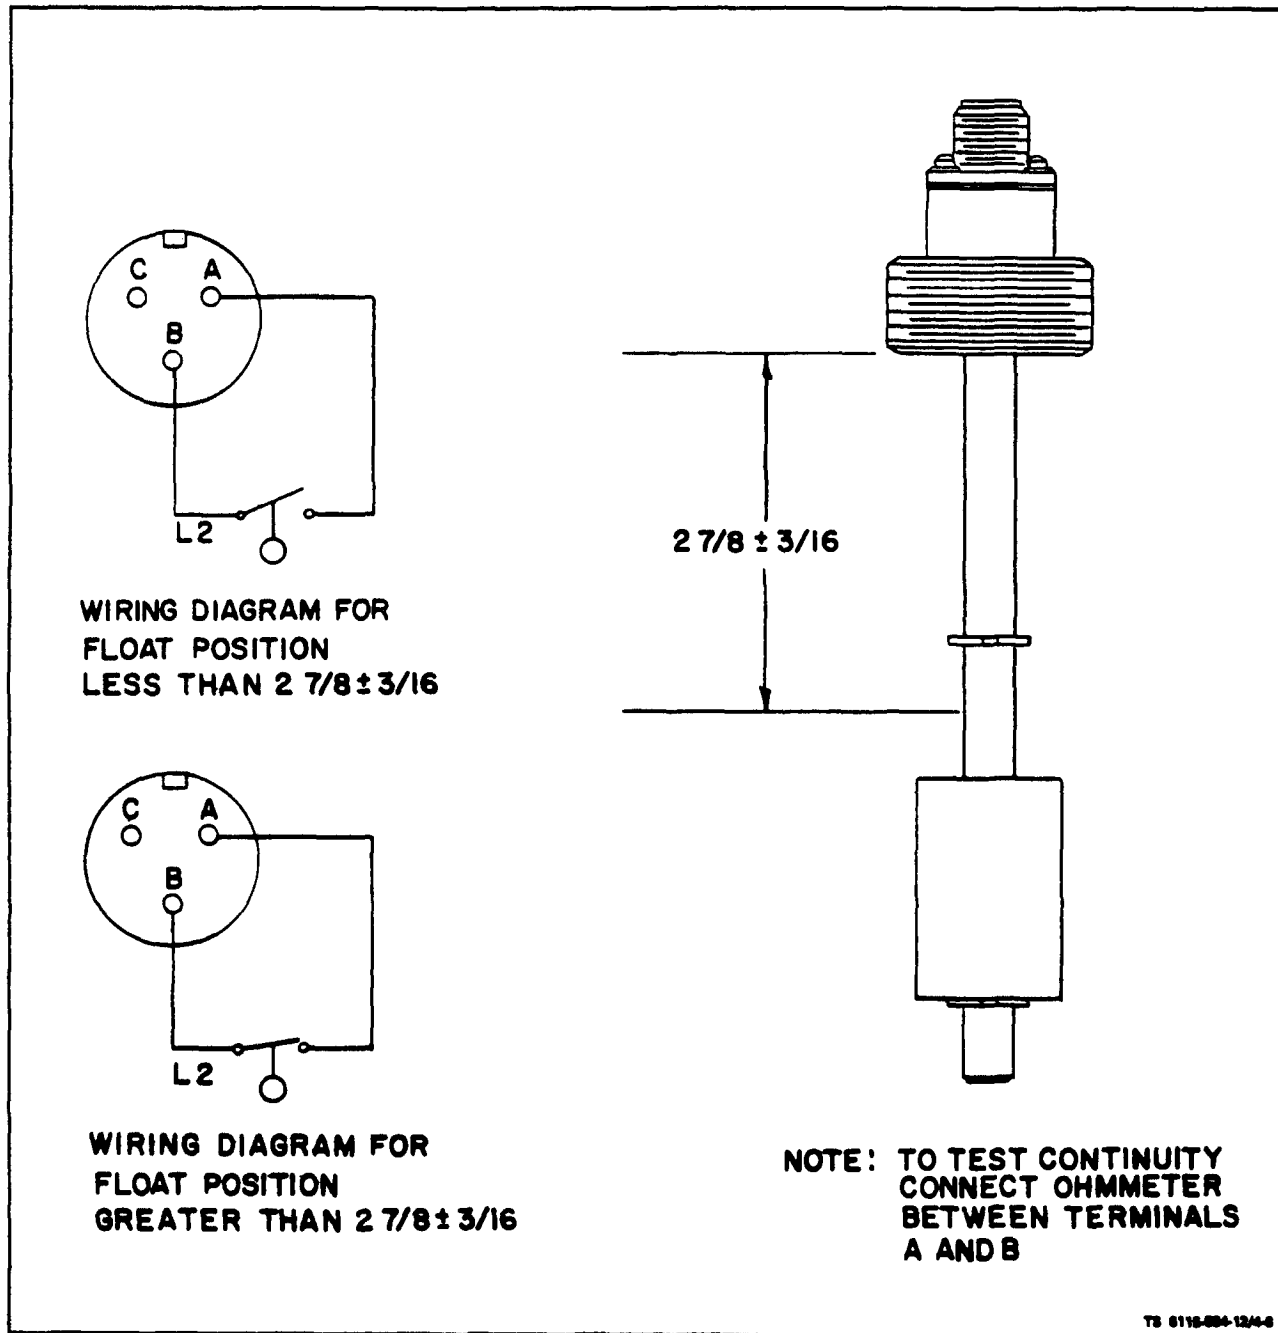 C A
B
L2
WIRING DIAGRAM FOR
FLOAT POSITION
LESS THAN 2 7/8 ± 3/16
C A
B
L2
WIRING DIAGRAM FOR
FLOAT POSITION
GREATER THAN 2 7/8 ± 3/16
2 7/8 ± 3/16
NOTE: TO TEST CONTINUITY
CONNECT OHMMETER
BETWEEN TERMINALS
A AND B
TS